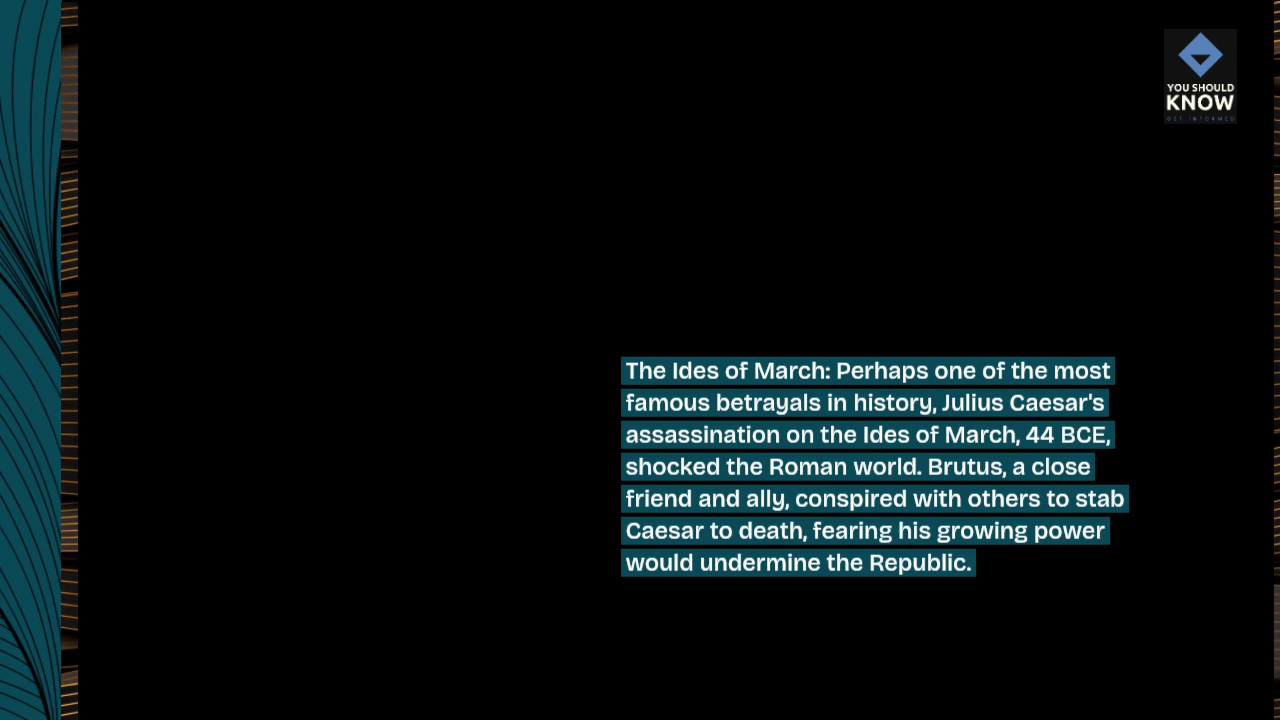 YOU SHOULD
KNOW
GET INFORMED
The Ides of March: Perhaps one of the most
famous betrayals in history, Julius Caesar's
assassination on the Ides of March, 44 BCE,
shocked the Roman world. Brutus, a close
friend and ally, conspired with others to stab
Caesar to death, fearing his growing power
would undermine the Republic.